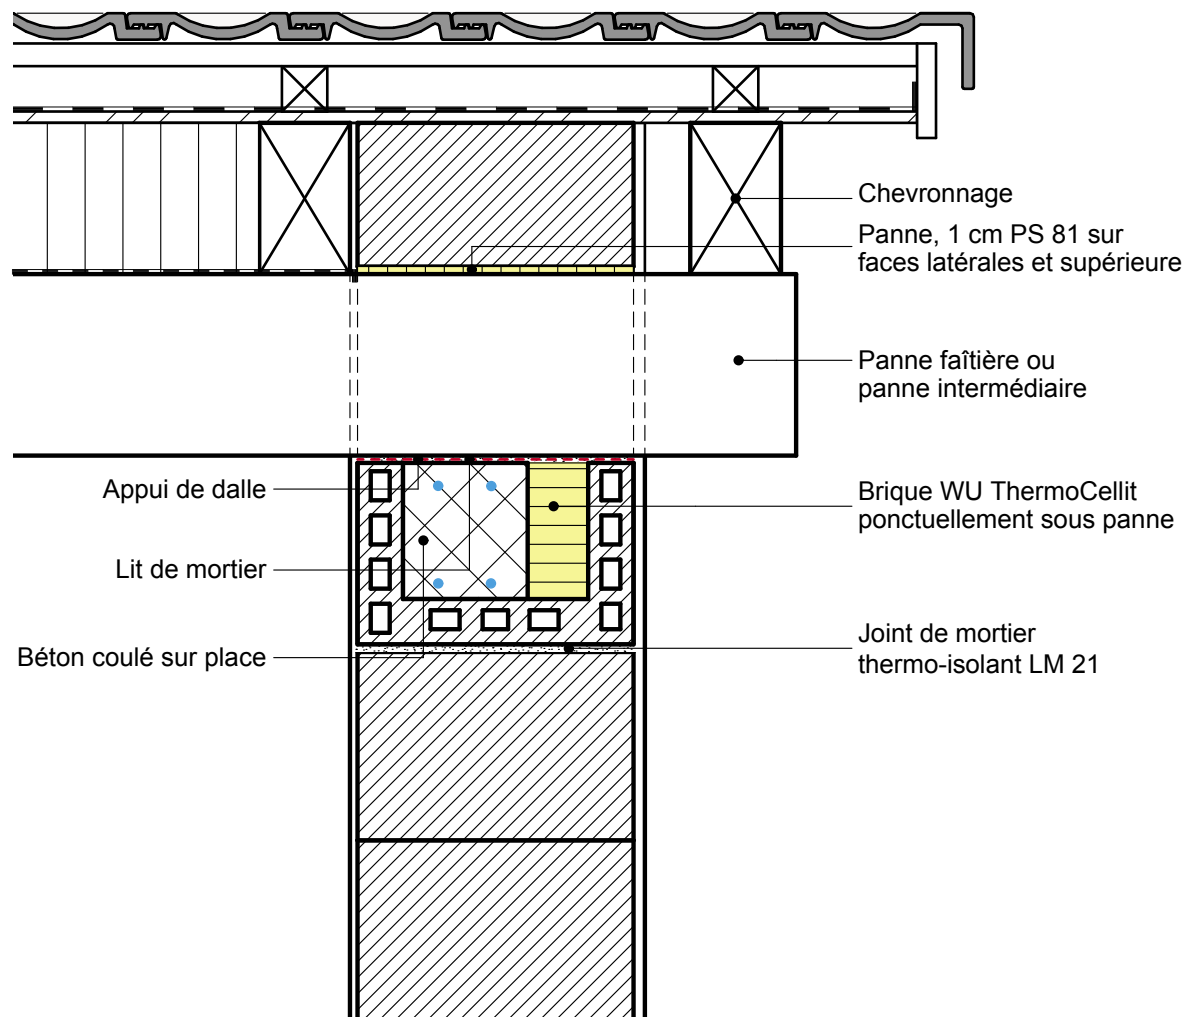 Chevronnage
Panne, 1 cm PS 81 sur
faces latérales et supérieure
Panne faîtière ou
panne intermédiaire
Appui de dalle
Brique WU ThermoCellit
ponctuellement sous panne
Lit de mortier
Béton coulé sur place
Joint de mortier
thermo-isolant LM 21